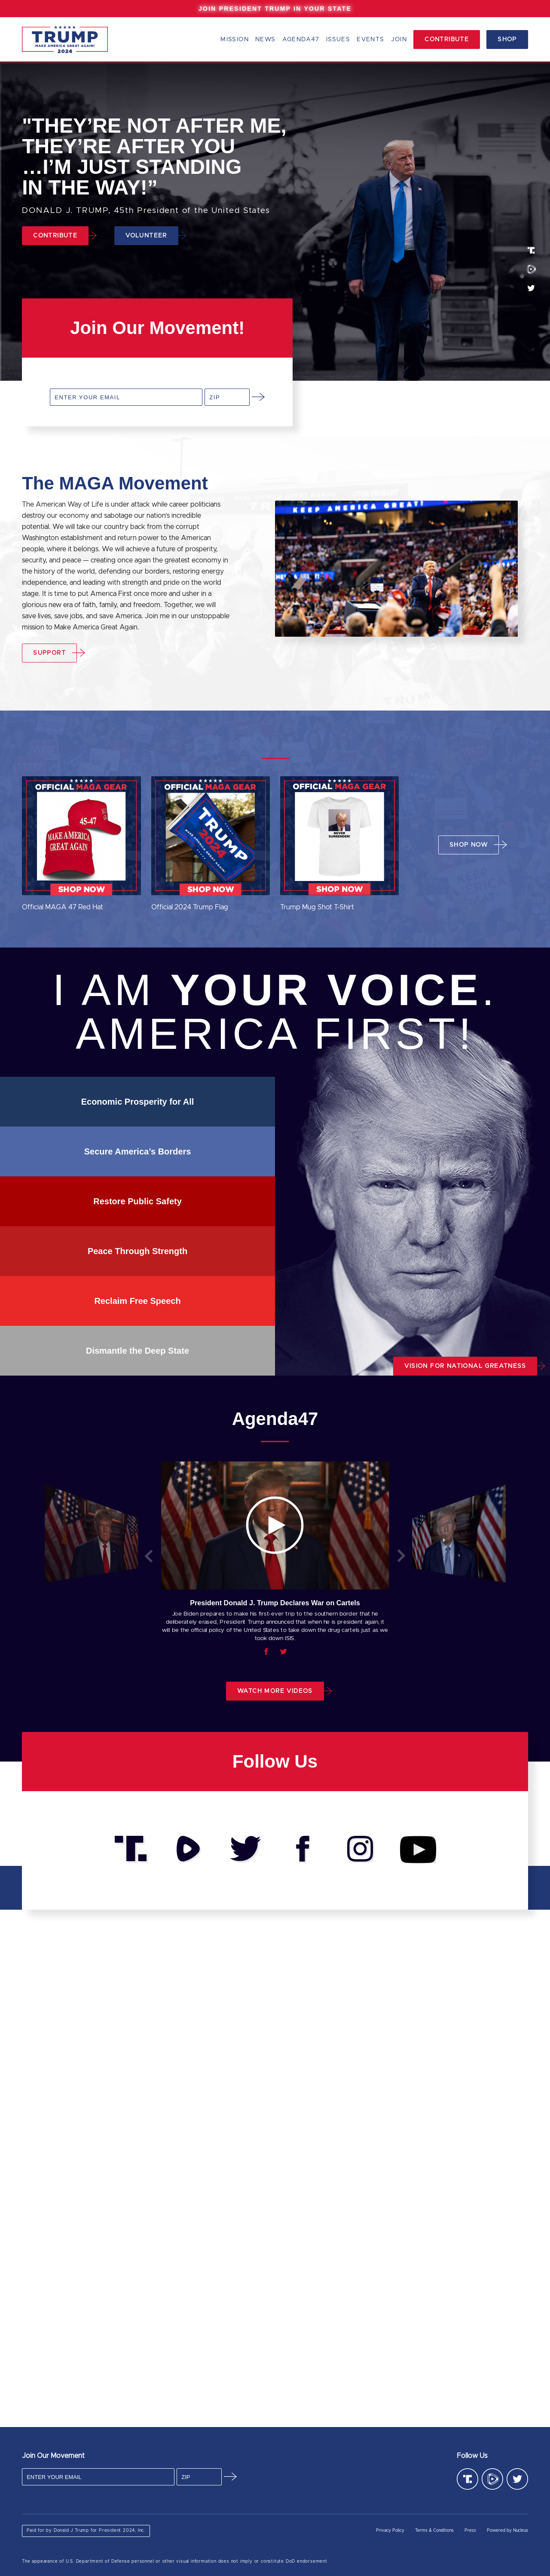 JOIN PRESIDENT TRUMP IN YOUR STATE
TRUMP
MAKE AMERICA GREAT AGAIN!
2024
MISSION NEWS AGENDA47 ISSUES EVENTS JOIN CONTRIBUTE SHOP
"THEY’RE NOT AFTER ME,
THEY’RE AFTER YOU
…I’M JUST STANDING
IN THE WAY!”
DONALD J. TRUMP, 45th President of the United States
CONTRIBUTE VOLUNTEER
Join Our Movement!
ENTER YOUR EMAIL ZIP
The MAGA Movement
The American Way of Life is under attack while career politicians
destroy our economy and sabotage our nation's incredible
potential. We will take our country back from the corrupt
Washington establishment and return power to the American
people, where it belongs. We will achieve a future of prosperity,
security, and peace — creating once again the greatest economy in
the history, defending our borders, restoring energy
independence, and leading with strength and pride on the world
stage. It is time to put America First once more and usher in a
glorious new era of faith, family, and freedom. Together, we will
save lives, save jobs, and save America. Join me in our unstoppable
mission to Make America Great Again.
KEEP AMERICA GREAT!
SUPPORT
OFFICIAL MAGA GEAR
45-47
MAKE AMERICA
GREAT AGAIN
SHOP NOW
Official MAGA 47 Red Hat
OFFICIAL MAGA GEAR
TRUMP
2024
SHOP NOW
Official 2024 Trump Flag
OFFICIAL MAGA GEAR
NEVER
SURRENDER!
SHOP NOW
Trump Mug Shot T-Shirt
SHOP NOW
I AM YOUR VOICE.
AMERICA FIRST!
Economic Prosperity for All
Secure America’s Borders
Restore Public Safety
Peace Through Strength
Reclaim Free Speech
Dismantle the Deep State
VISION FOR NATIONAL GREATNESS
Agenda47
President Donald J. Trump Declares War on Cartels
Joe Biden prepares to make his first-ever trip to the southern border that he
deliberately erased, President Trump announced that when he is president again, it
will be the official policy of the United States to take down the drug cartels just as we
took down ISIS.
WATCH MORE VIDEOS
Follow Us
Join Our Movement
ENTER YOUR EMAIL ZIP
Follow Us
Paid for by Donald J Trump for President 2024, Inc
Privacy Policy Terms & Conditions Press Powered by Nucleus
The appearance of U.S. Department of Defense personnel or other visual information does not imply or constitute DoD endorsement